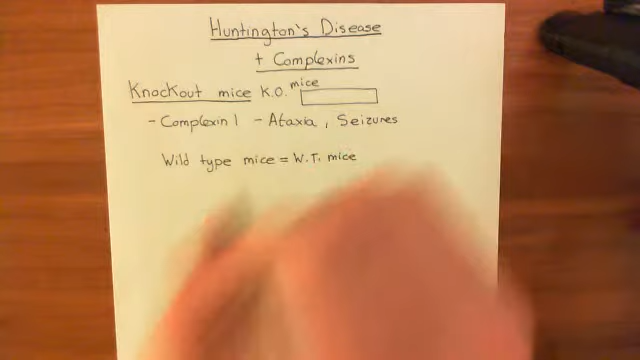 Huntington's Disease
+ Complexins
Knockout mice K.O. mice
- Complexin 1 - Ataxia, Seizures
Wild type mice = W.T. mice